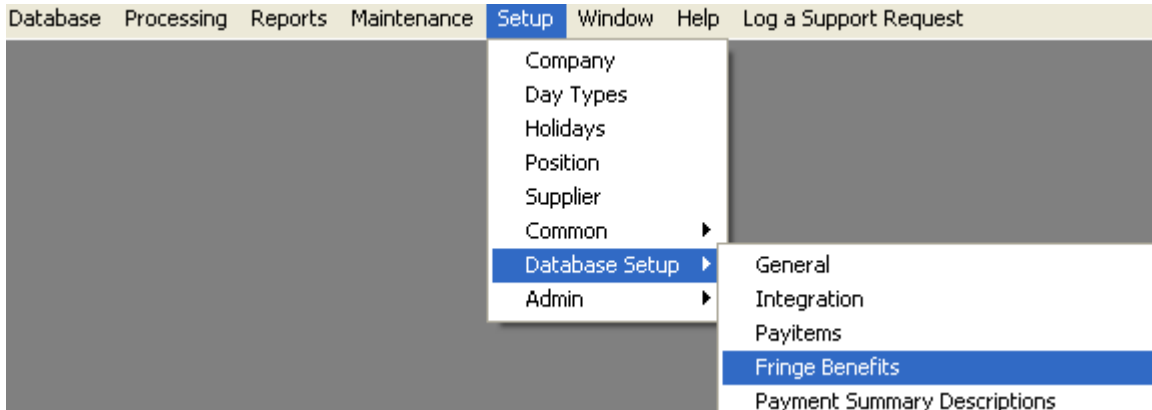 Database Processing Reports Maintenance Setup Window Help Log a Support Request
Company
Day Types
Holidays
Position
Supplier
Common
Database Setup
Admin
General
Integration
Payitems
Fringe Benefits
Payment Summary Descriptions